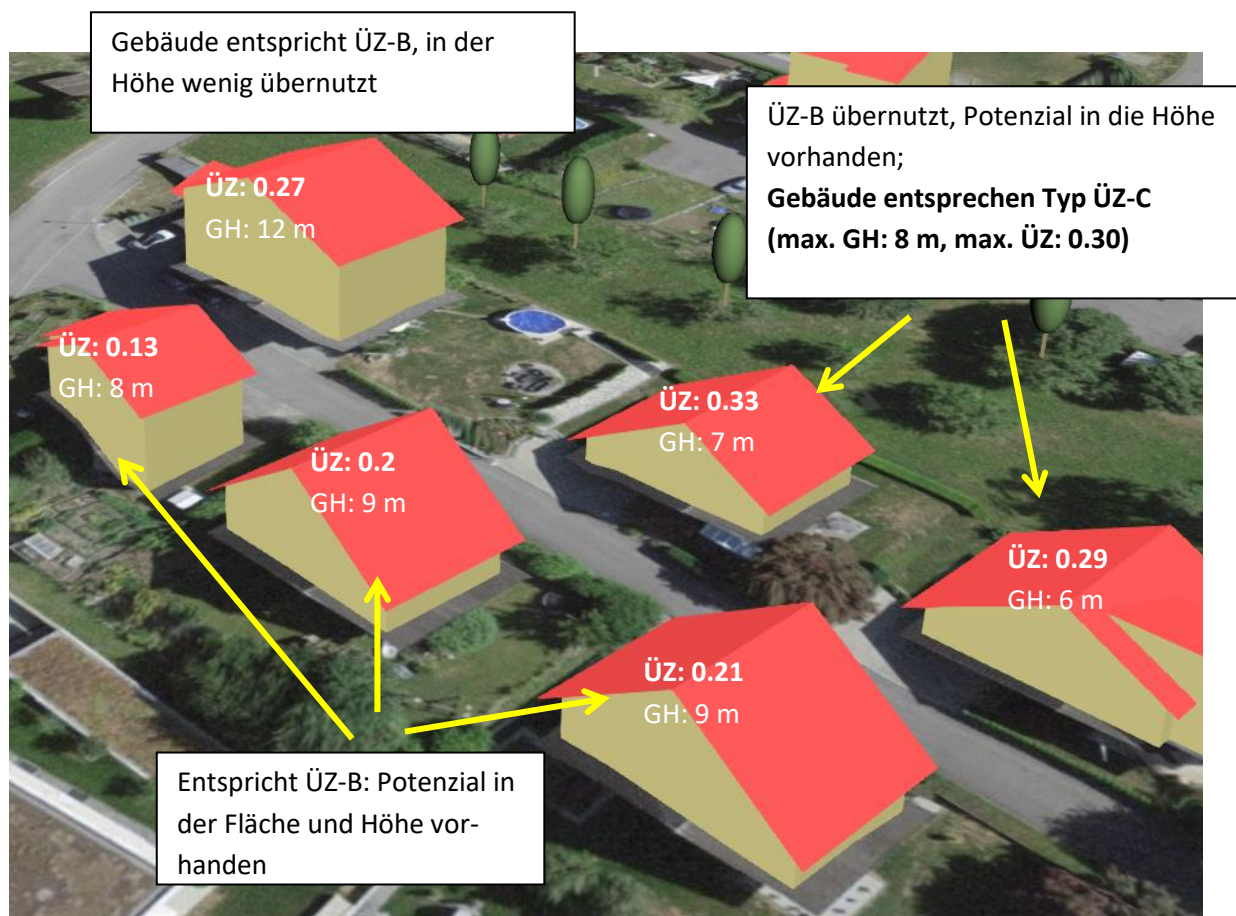 Gebäude entspricht ÜZ-B, in der
Höhe wenig übernutzt
ÜZ-B übernutzt, Potenzial in die Höhe
vorhanden;
Gebäude entsprechen Typ ÜZ-C
(max. GH: 8 m, max. ÜZ: 0.30)
ÜZ: 0.27
GH: 12 m
ÜZ: 0.13
GH: 8 m
ÜZ: 0.2
GH: 9 m
ÜZ: 0.33
GH: 7 m
ÜZ: 0.29
GH: 6 m
ÜZ: 0.21
GH: 9 m
Entspricht ÜZ-B: Potenzial in
der Fläche und Höhe vor-
handen